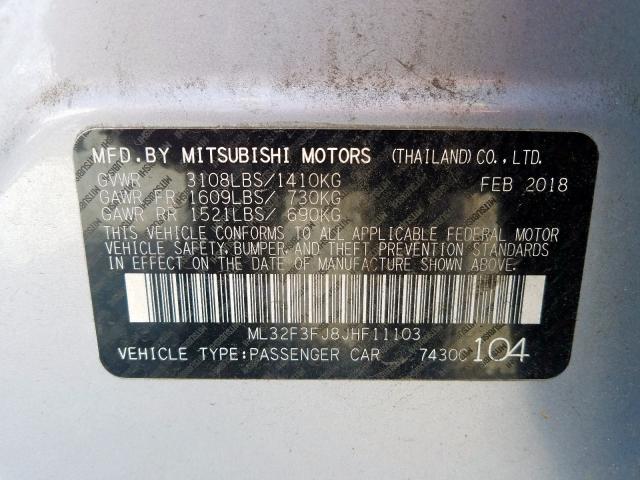 MFD.BY MITSUBISHI MOTORS (THAILAND)CO.,LTD.
GVWR 3108LBS/1410KG FEB 2018
GAWR FR 1609LBS/ 730KG
GAWR RR 1521LBS/ 690KG
THIS VEHICLE CONFORMS TO ALL APPLICABLE FEDERAL MOTOR
VEHICLE SAFETY, BUMPER, AND THEFT PREVENTION STANDARDS
IN EFFECT ON THE DATE OF MANUFACTURE SHOWN ABOVE.
ML32F3FJ8JHF11103
VEHICLE TYPE:PASSENGER CAR 7430C 104